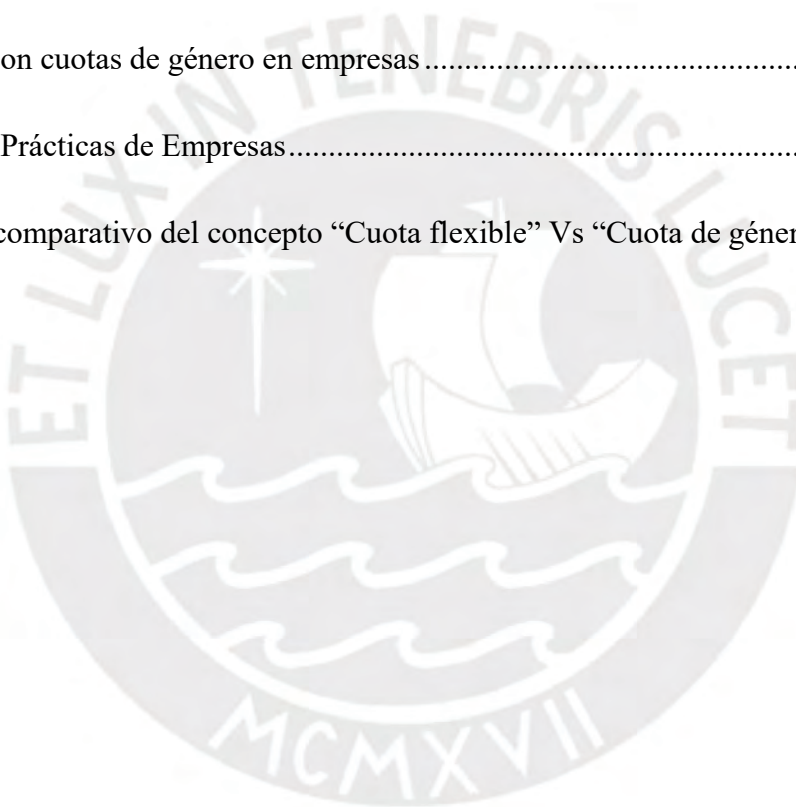 on cuotas de género en empresas ..........................................
Prácticas de Empresas ..........................................................
comparativo del concepto “Cuota flexible” Vs “Cuota de géner
ET LUX IN TENEBRIS LUCET
MCMXVII